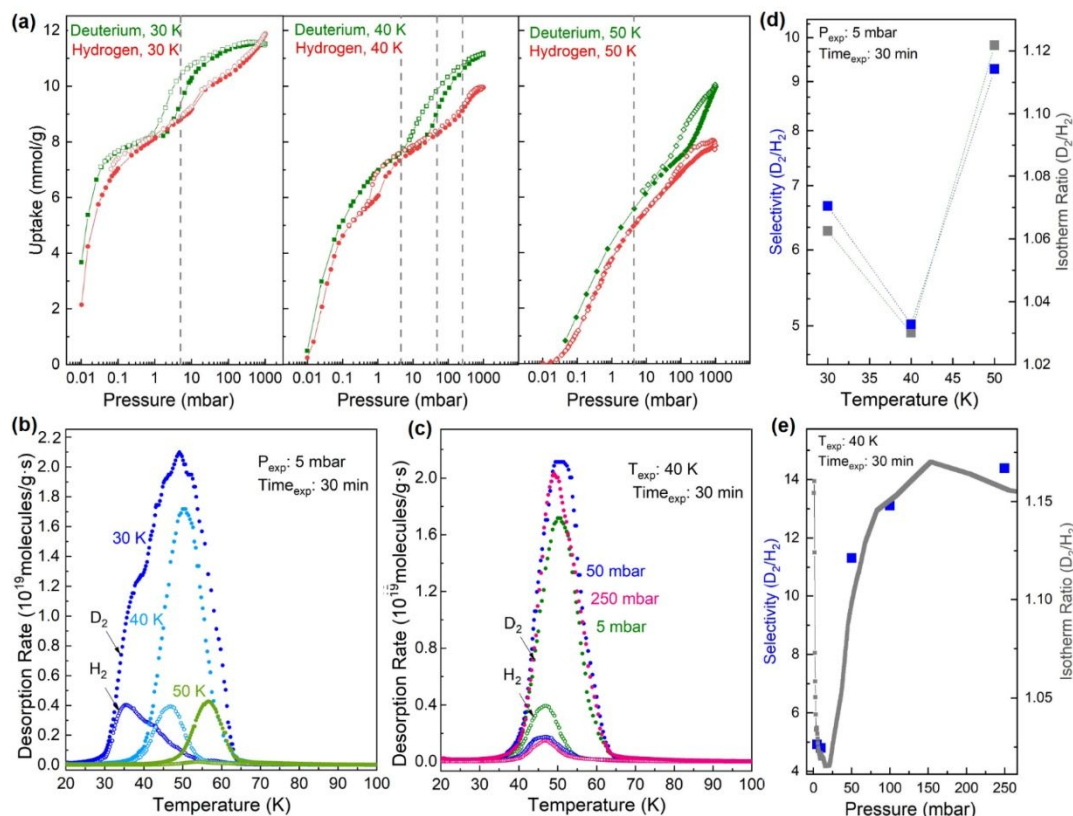 (a)
Deuterium, 30 K
Hydrogen, 30 K
Deuterium, 40 K
Hydrogen, 40 K
Deuterium, 50 K
Hydrogen, 50 K
Uptake (mmol/g)
12
10
8
6
4
2
0
0.01 0.1 1 10 100 1000
0.01 0.1 1 10 100 1000
0.01 0.1 1 10 100 1000
Pressure (mbar)
Pressure (mbar)
Pressure (mbar)
(d)
Pexp: 5 mbar
Timeexp: 30 min
Selectivity (D2/H2)
10
9
8
7
6
5
Isotherm Ratio (D2/H2)
1.12
1.10
1.08
1.06
1.04
1.02
30 35 40 45 50
Temperature (K)
(b)
Pexp: 5 mbar
Timeexp: 30 min
Desorption Rate (10^19 molecules/g·s)
2.2
2.0
1.8
1.6
1.4
1.2
1.0
0.8
0.6
0.4
0.2
0.0
30 K
40 K
50 K
D2
H2
20 30 40 50 60 70 80 90 100
Temperature (K)
(c)
Texp: 40 K
Timeexp: 30 min
Desorption Rate (10^19 molecules/g·s)
2.0
1.6
1.2
0.8
0.4
0.0
50 mbar
250 mbar
5 mbar
D2
H2
20 30 40 50 60 70 80 90 100
Temperature (K)
(e)
Texp: 40 K
Timeexp: 30 min
Selectivity (D2/H2)
14
12
10
8
6
4
Isotherm Ratio (D2/H2)
1.15
1.10
1.05
0 50 100 150 200 250
Pressure (mbar)